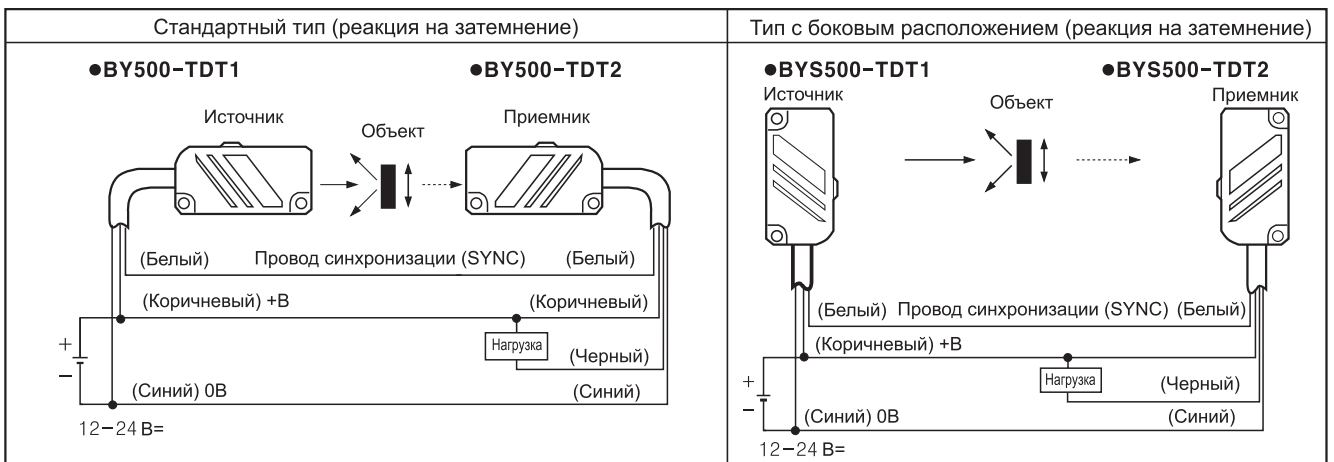 Стандартный тип (реакция на затемнение)
●BY500-TDT1
●BY500-TDT2
Источник
Объект
Приемник
(Белый)
Провод синхронизации (SYNC)
(Белый)
(Коричневый) +В
(Коричневый)
Нагрузка
(Черный)
+
−
(Синий) 0В
(Синий)
12−24 В=
Тип с боковым расположением (реакция на затемнение)
●BYS500-TDT1
●BYS500-TDT2
Источник
Объект
Приемник
(Белый)
Провод синхронизации (SYNC)
(Белый)
(Коричневый) +В
Нагрузка
(Черный)
+
−
(Синий) 0В
(Синий)
12−24 В=